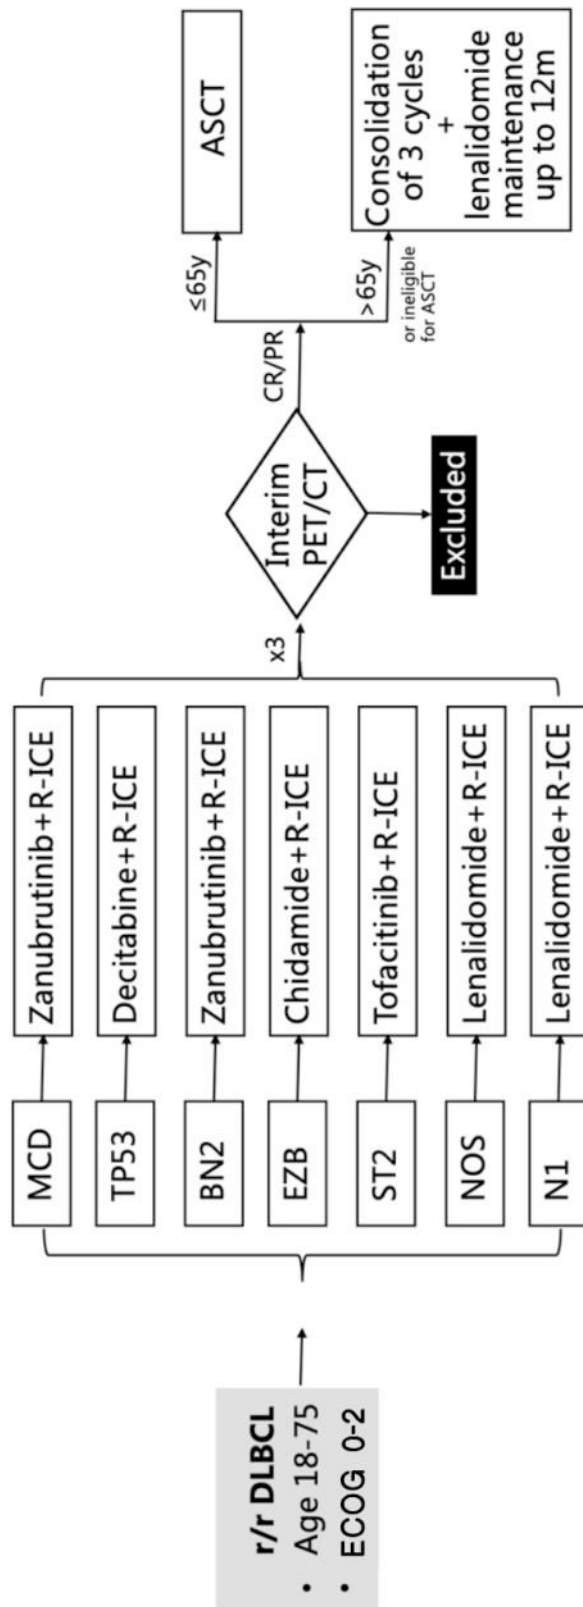 r/r DLBCL
• Age 18-75
• ECOG 0-2
MCD
Zanubrutinib+R-ICE
TP53
Decitabine+R-ICE
BN2
Zanubrutinib+R-ICE
EZB
Chidamide+R-ICE
ST2
Tofacitinib+R-ICE
NOS
Lenalidomide+R-ICE
N1
Lenalidomide+R-ICE
x3
Interim
PET/CT
Excluded
CR/PR
≤65y
ASCT
>65y
or ineligible
for ASCT
Consolidation
of 3 cycles
+
lenalidomide
maintenance
up to 12m